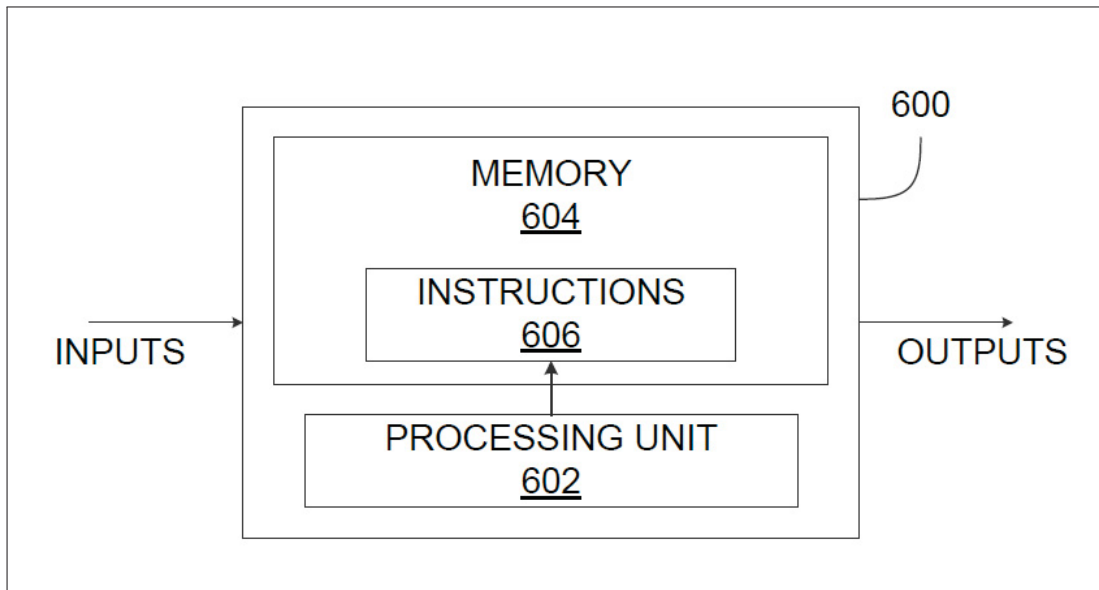 600
MEMORY
604
INSTRUCTIONS
606
INPUTS
OUTPUTS
PROCESSING UNIT
602